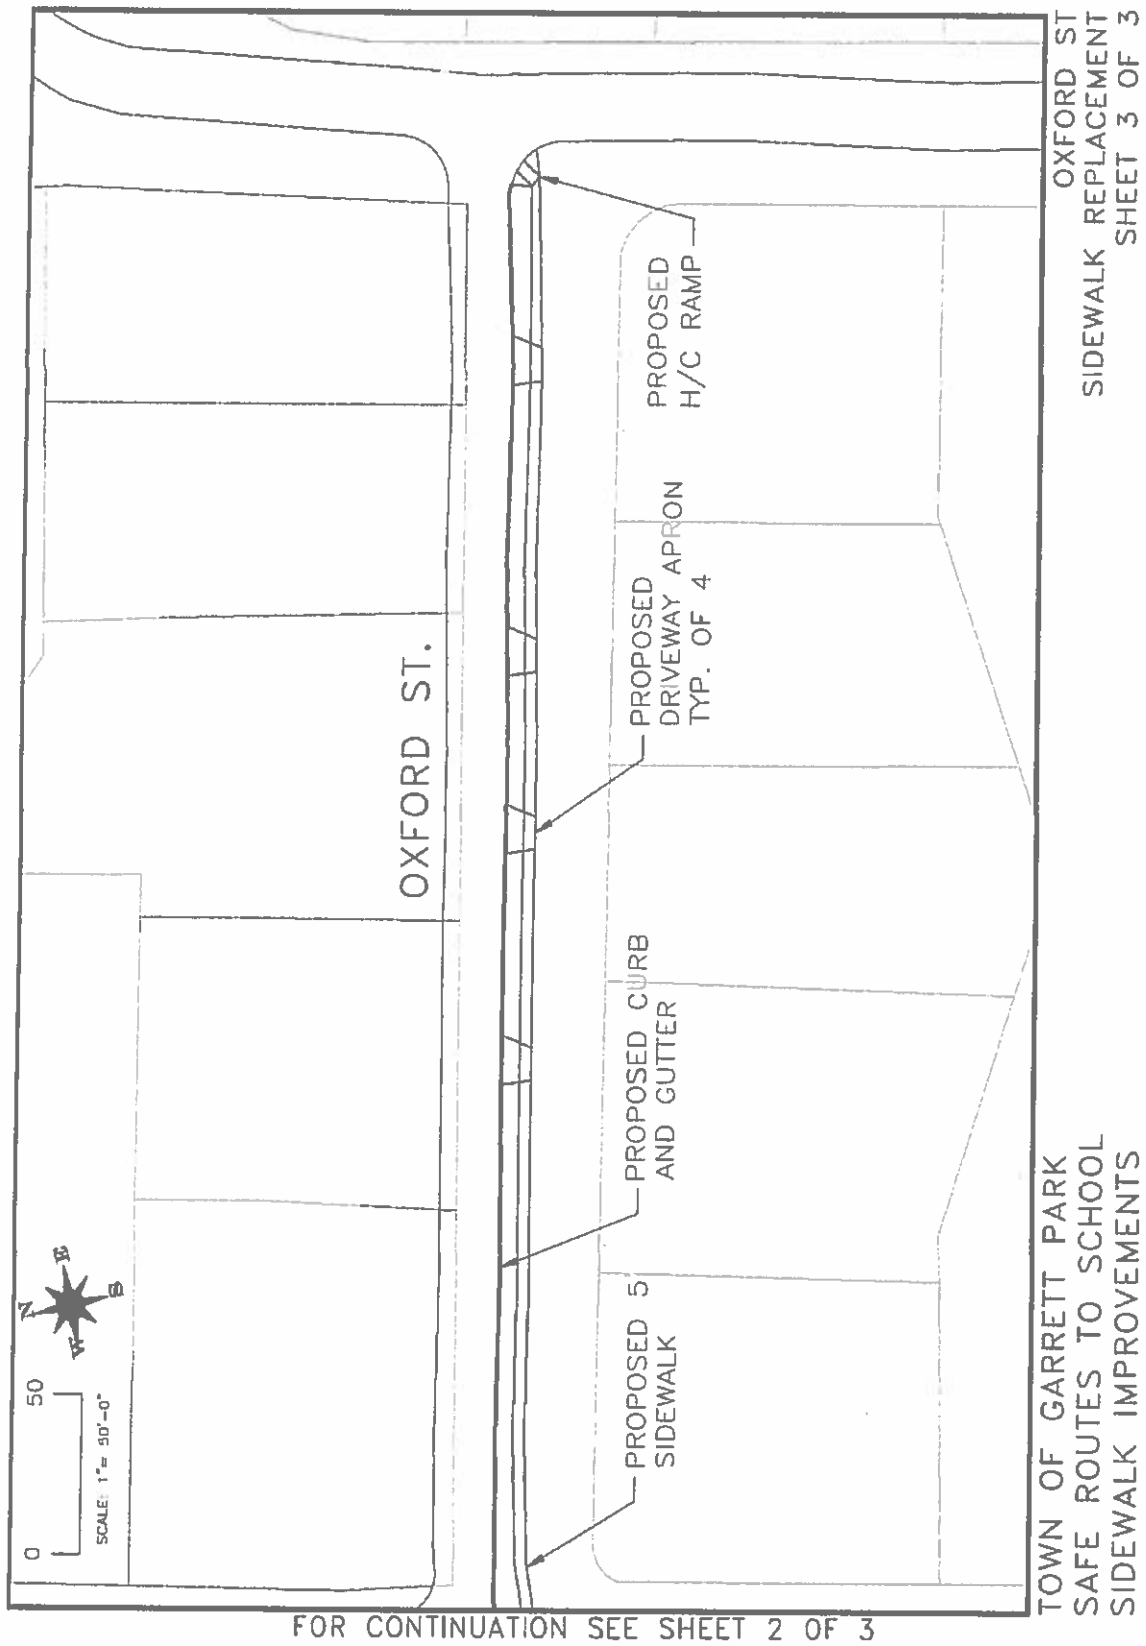 0 50
SCALE: 1"= 50'-0"
N
E
S
W
OXFORD ST.
PROPOSED 5'
SIDEWALK
PROPOSED CURB
AND GUTTER
PROPOSED
DRIVEWAY APRON
TYP. OF 4
PROPOSED
H/C RAMP
FOR CONTINUATION SEE SHEET 2 OF 3
TOWN OF GARRETT PARK
SAFE ROUTES TO SCHOOL
SIDEWALK IMPROVEMENTS
OXFORD ST
SIDEWALK REPLACEMENT
SHEET 3 OF 3